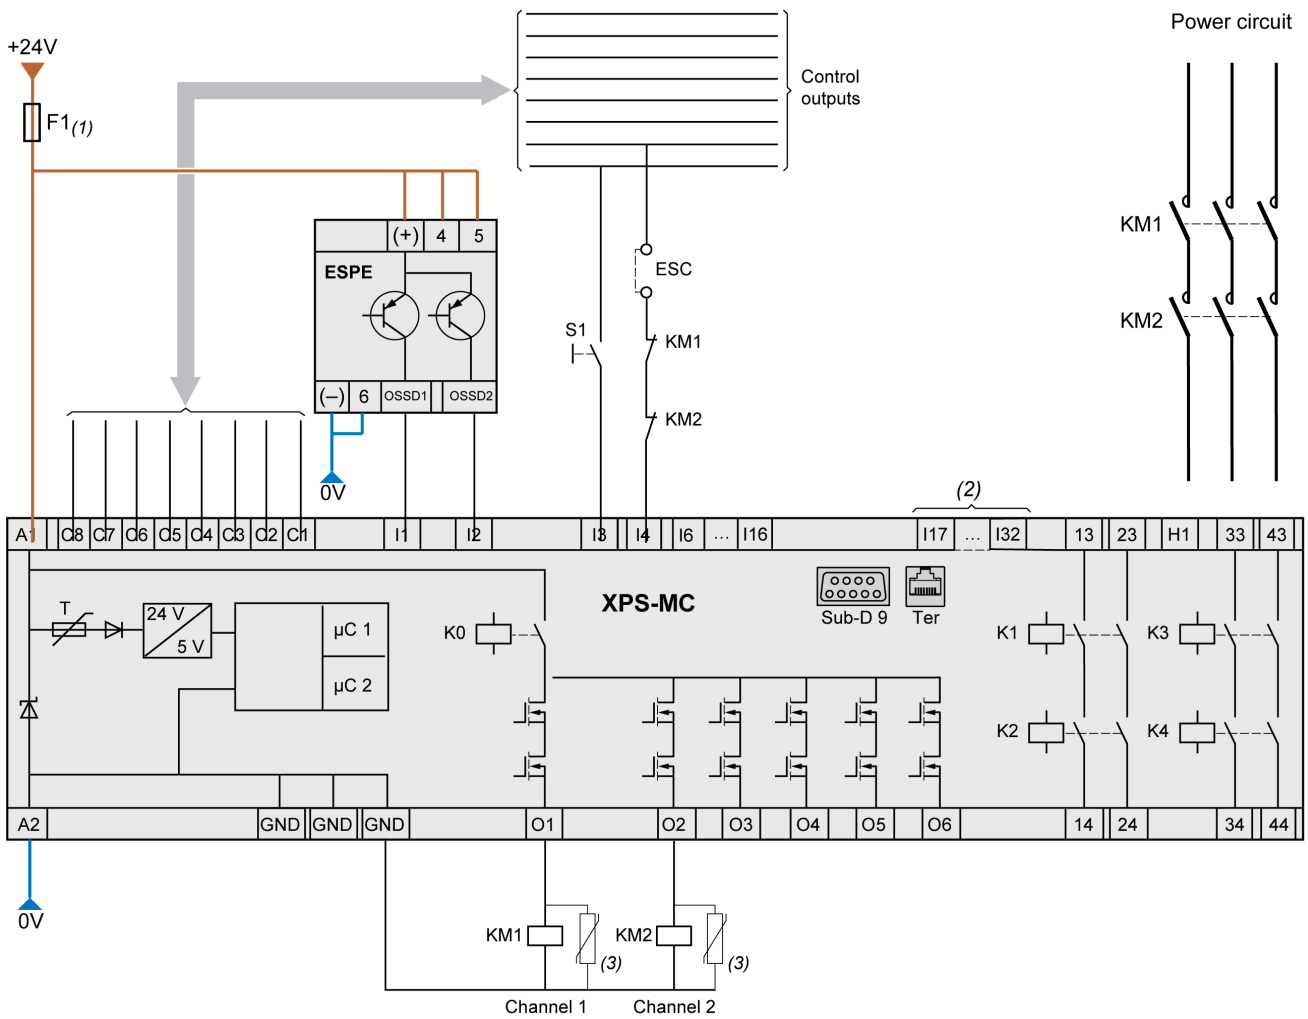 Power circuit
+24V
Control
outputs
F1(1)
KM1
(+) 4 5
ESPE
ESC
S1
KM1
KM2
(–) 6 OSSD1 OSSD2
KM2
0V
(2)
A1 C8 C7 C6 C5 C4 C3 C2 C1 I1 I2 I3 I4 I6 ... I16 I17 ... I32 13 23 H1 33 43
T
24 V
5 V
µC 1
µC 2
K0
XPS-MC
Sub-D 9
Ter
K1
K3
K2
K4
A2 GND GND GND O1 O2 O3 O4 O5 O6 14 24 34 44
0V
KM1
(3)
KM2
(3)
Channel 1
Channel 2